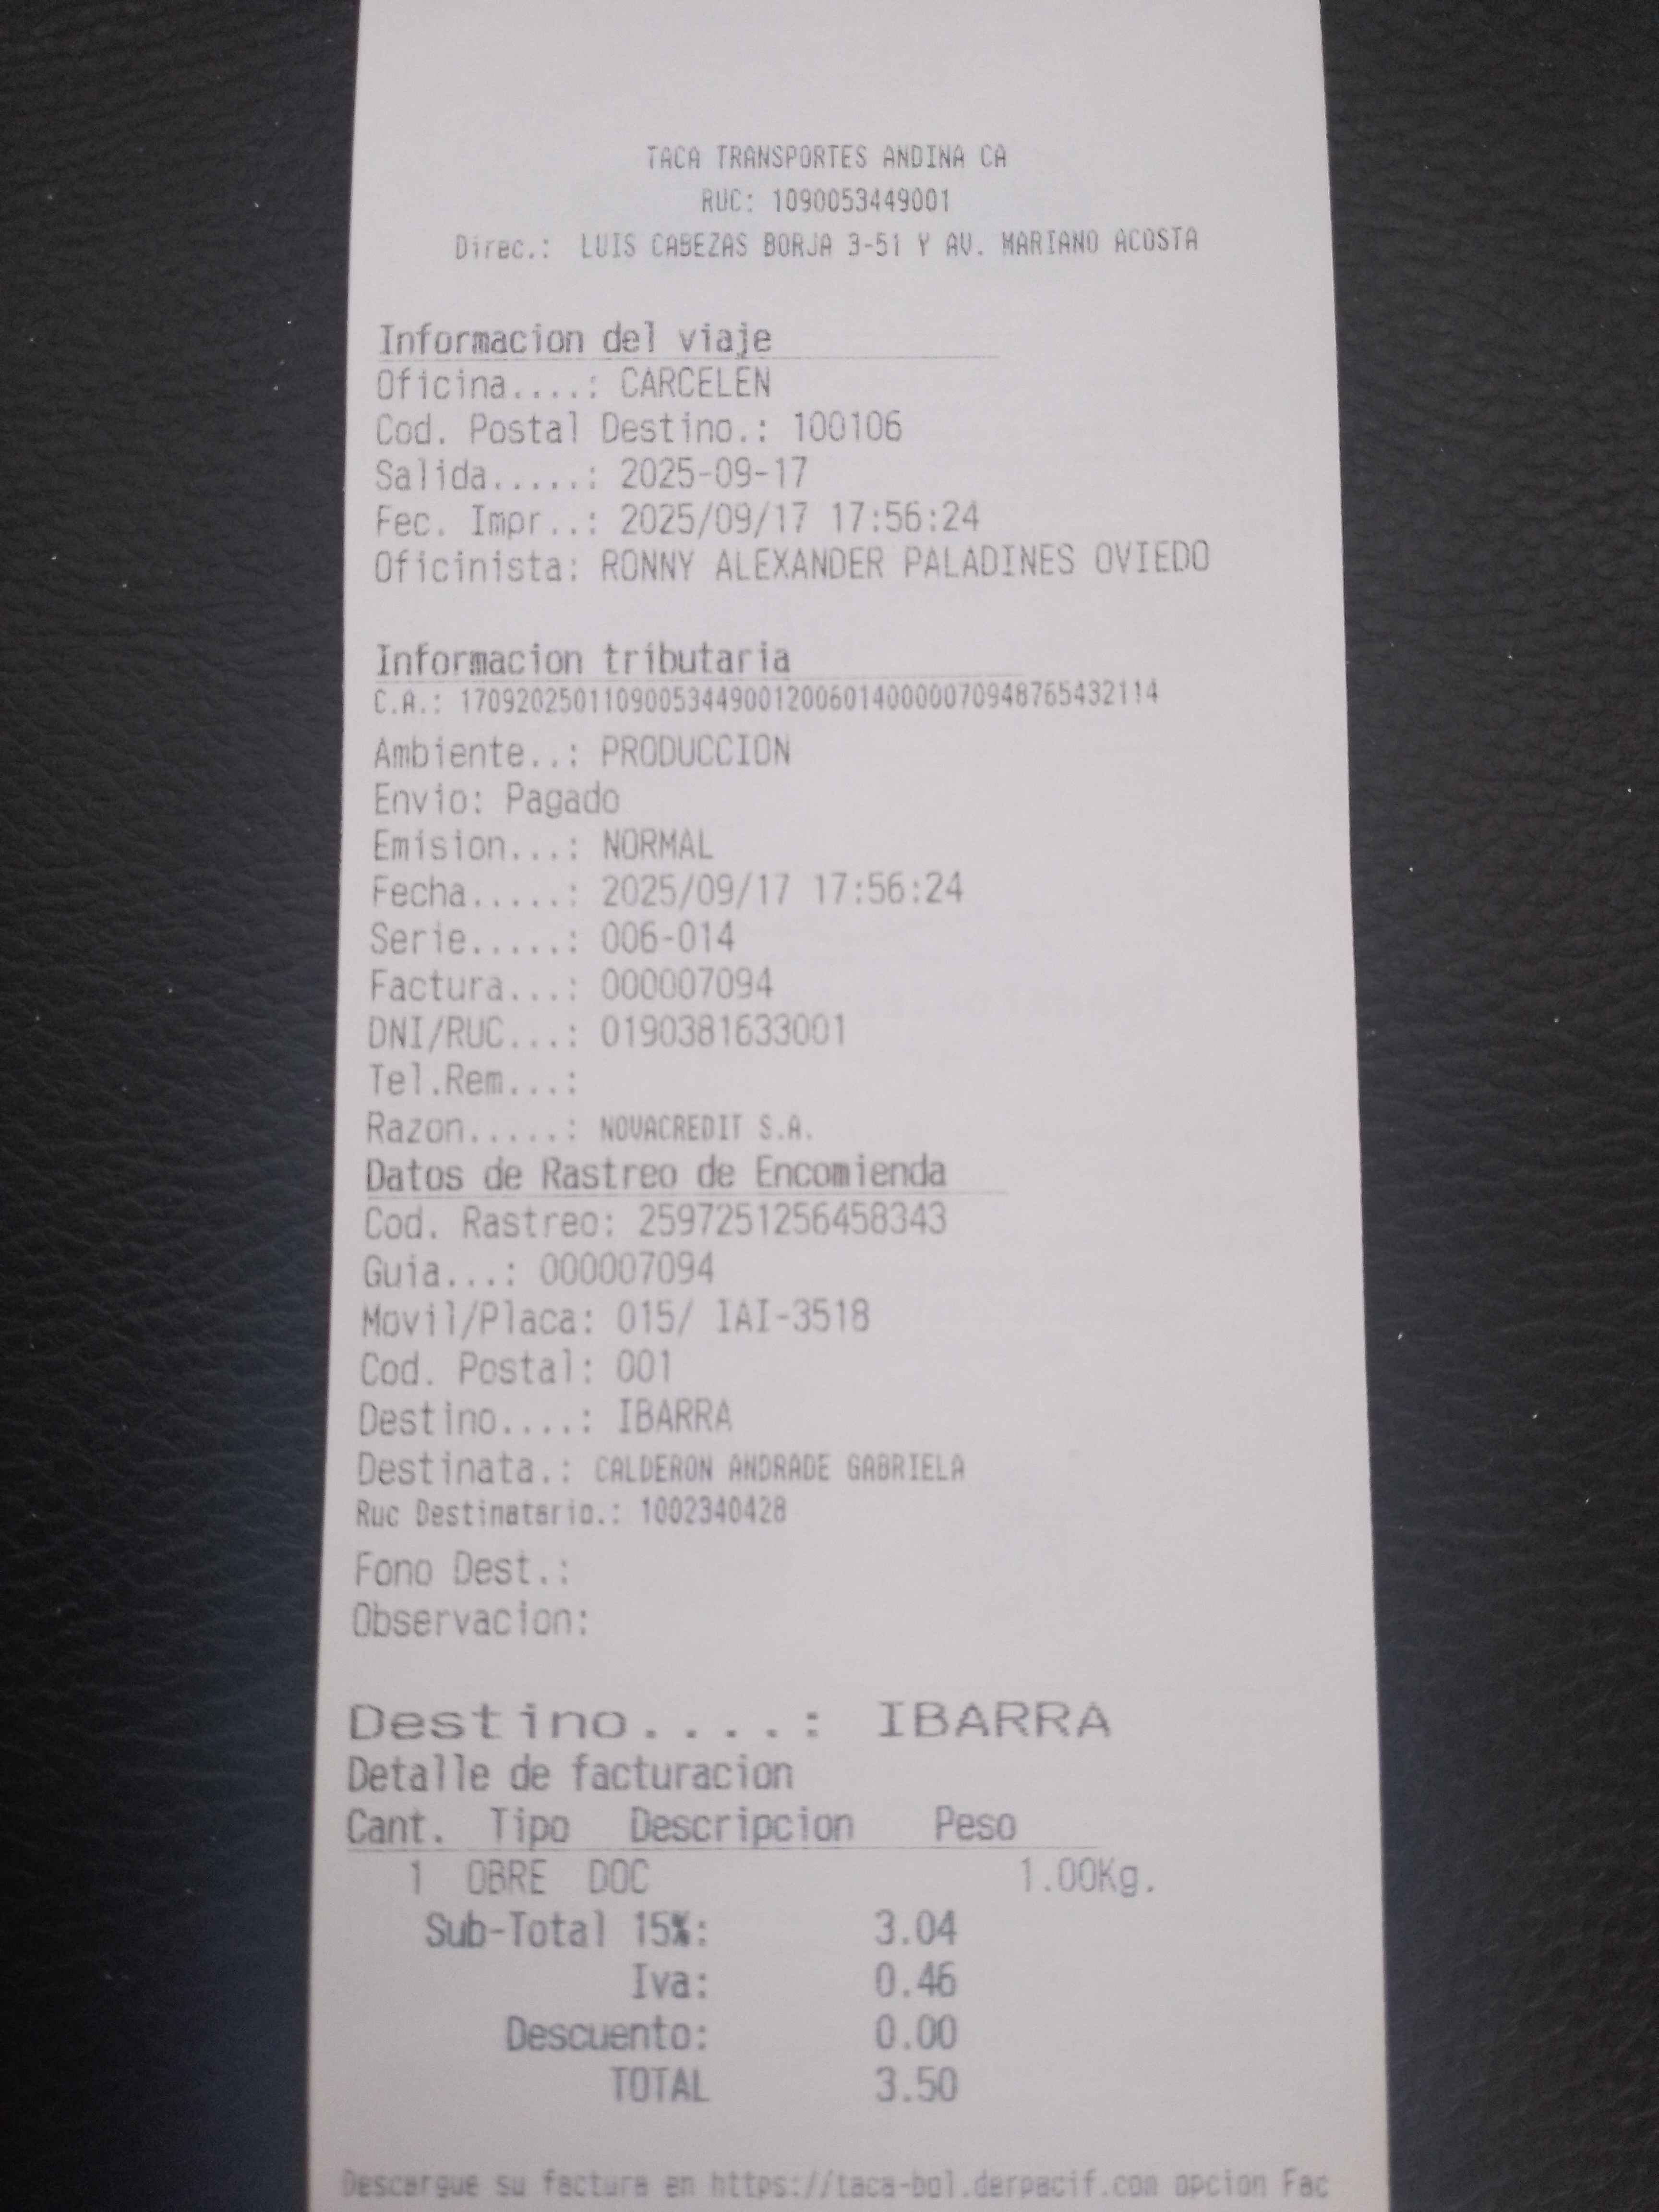 TACA TRANSPORTES ANDINA CA
RUC: 1090053449001
Direc.: LUIS CABEZAS BORJA 3-51 Y AV. MARIANO ACOSTA
Informacion del viaje
Oficina....: CARCELEN
Cod. Postal Destino.: 100106
Salida.....: 2025-09-17
Fec. Impr..: 2025/09/17 17:56:24
Oficinista: RONNY ALEXANDER PALADINES OVIEDO
Informacion tributaria
C.A.: 1709202501109005344900120060140000070948765432114
Ambiente..: PRODUCCION
Envio: Pagado
Emision...: NORMAL
Fecha.....: 2025/09/17 17:56:24
Serie.....: 006-014
Factura...: 000007094
DNI/RUC...: 0190381633001
Tel.Rem...:
Razon.....: NOVACREDIT S.A.
Datos de Rastreo de Encomienda
Cod. Rastreo: 2597251256458343
Guia...: 000007094
Movil/Placa: 015/ IAI-3518
Cod. Postal: 001
Destino....: IBARRA
Destinata.: CALDERON ANDRADE GABRIELA
Ruc Destinatario.: 1002340428
Fono Dest.:
Observacion:
Destino....: IBARRA
Detalle de facturacion
Cant. Tipo Descripcion Peso
1 OBRE DOC 1.00Kg.
Sub-Total 15%: 3.04
Iva: 0.46
Descuento: 0.00
TOTAL 3.50
Descargue su factura en https://taca-bol.derpacif.com opcion Fac